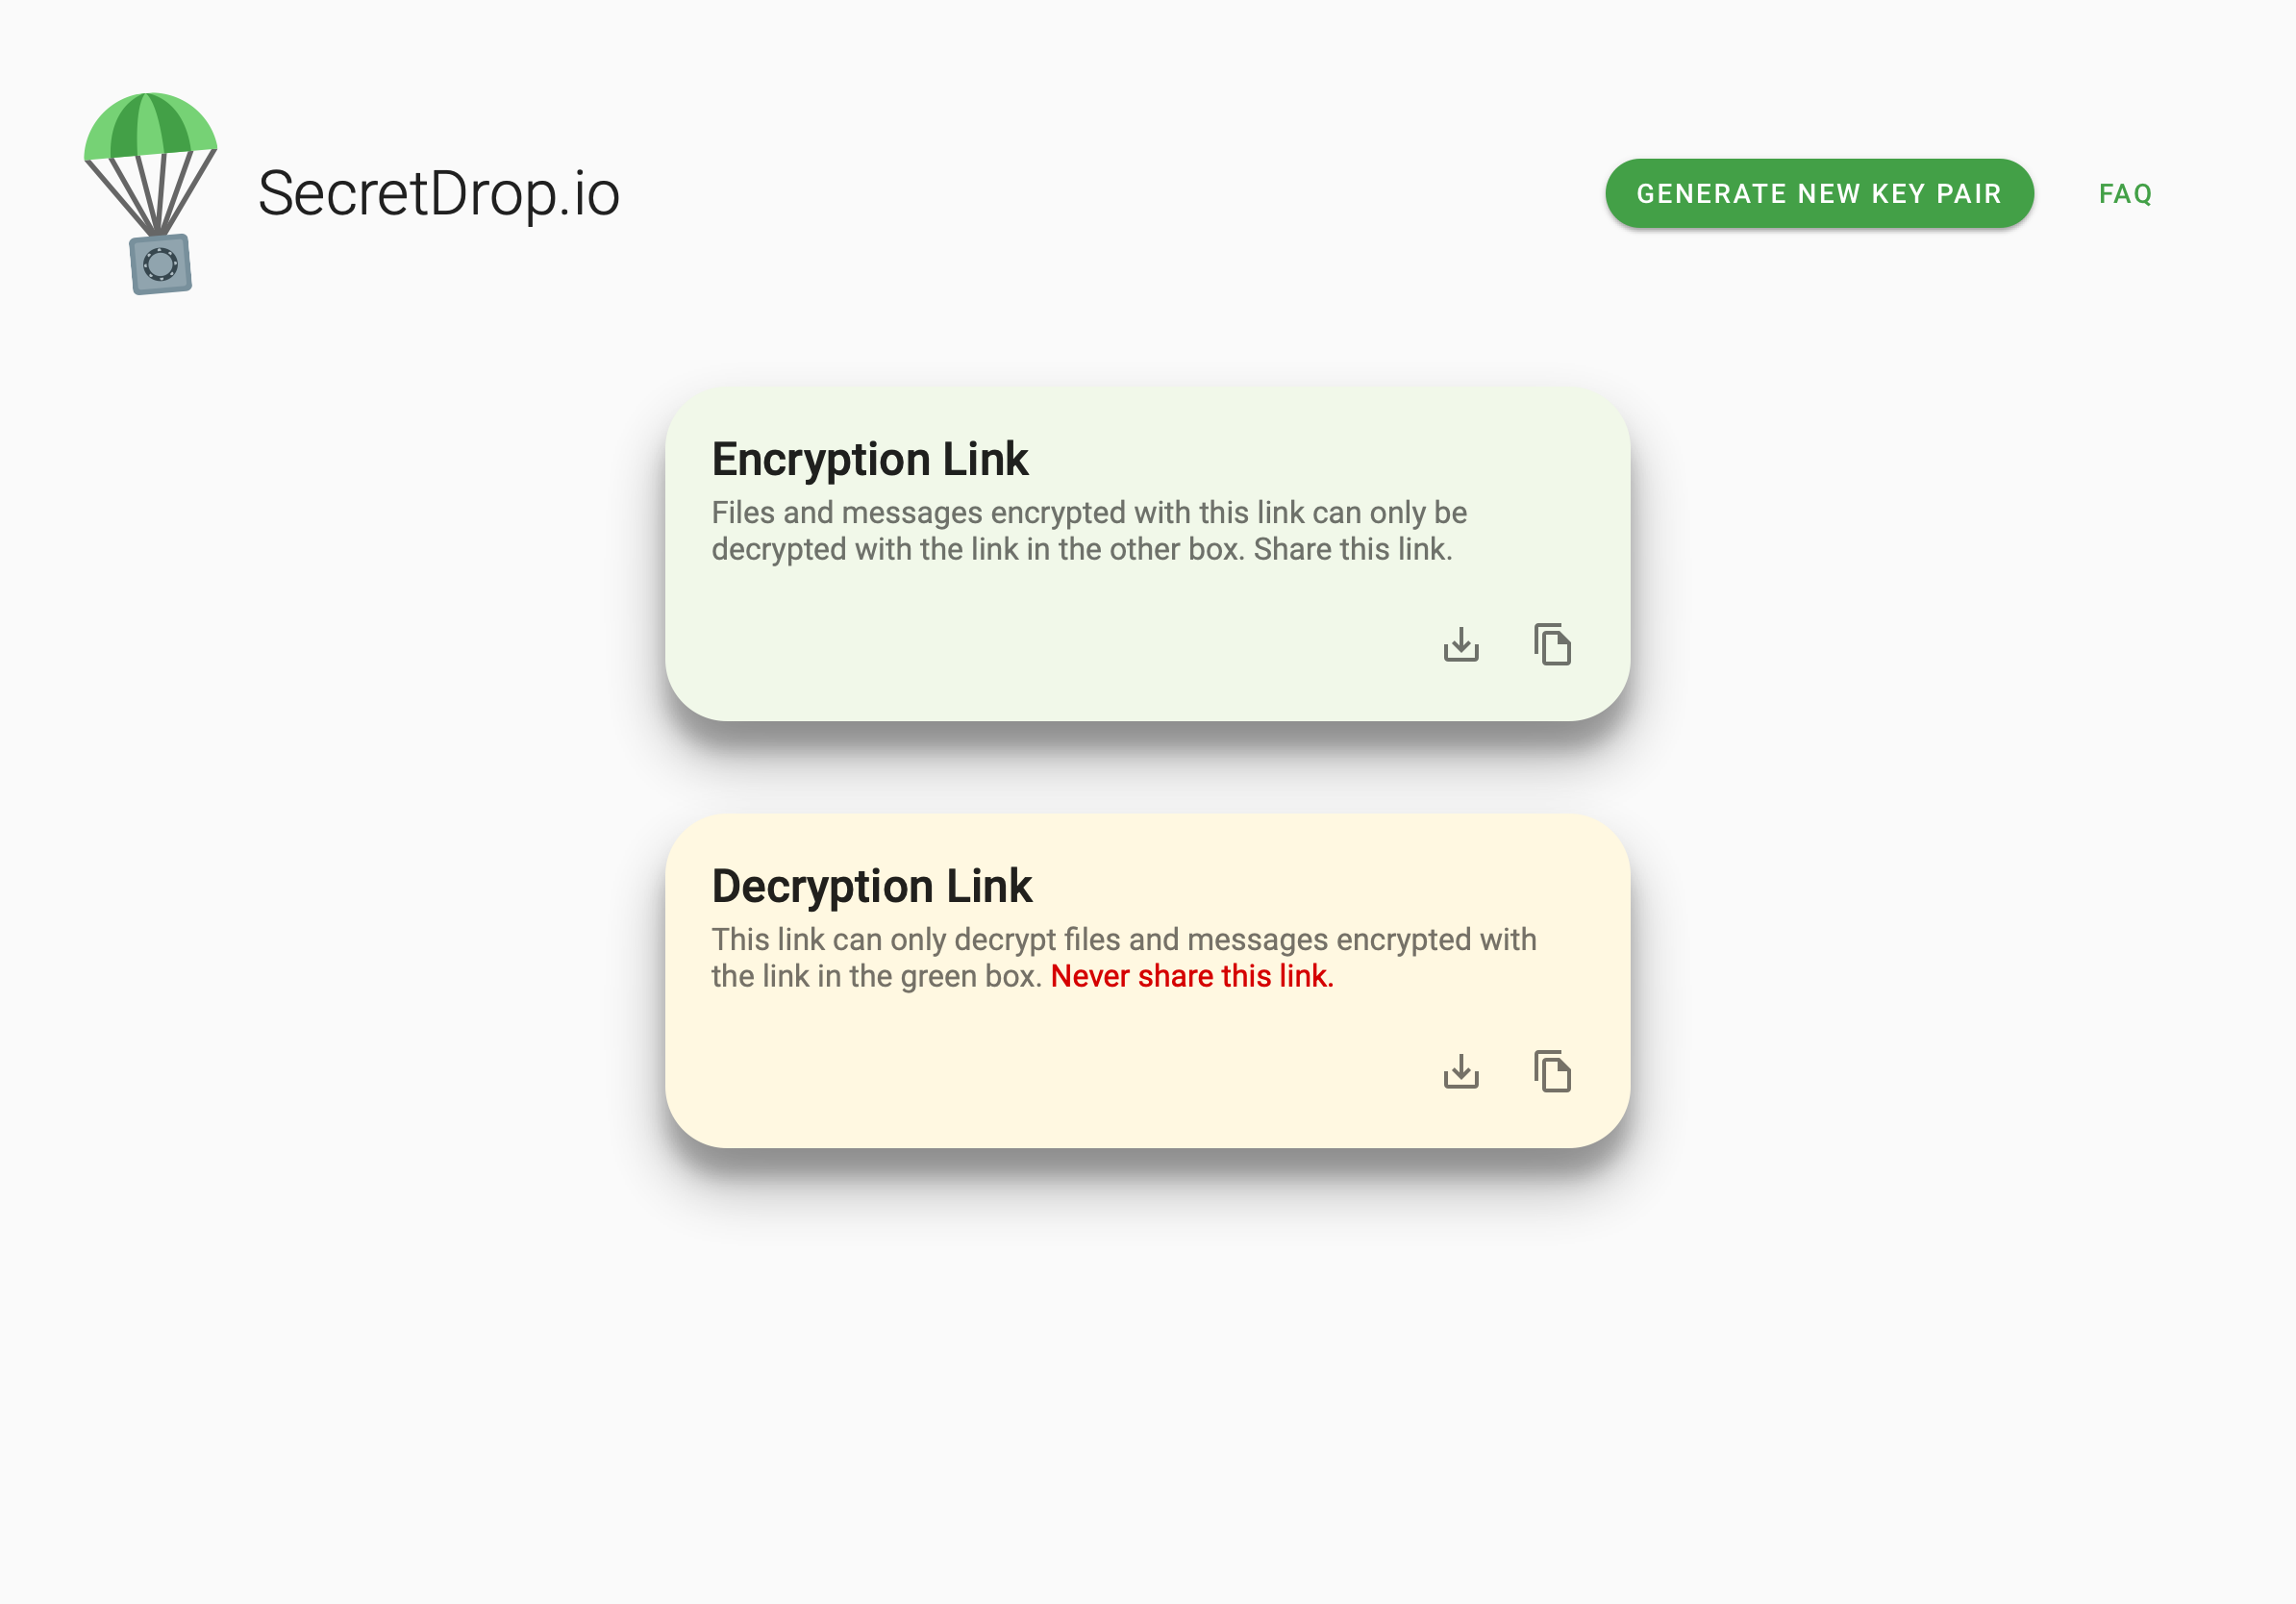 SecretDrop.io
GENERATE NEW KEY PAIR
FAQ
Encryption Link
Files and messages encrypted with this link can only be
decrypted with the link in the other box. Share this link.
Decryption Link
This link can only decrypt files and messages encrypted with
the link in the green box. Never share this link.